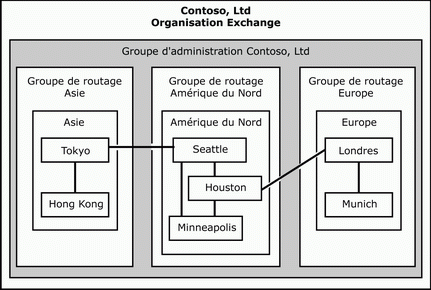 Contoso, Ltd
Organisation Exchange
Groupe d'administration Contoso, Ltd
Groupe de routage
Asie
Asie
Tokyo
Hong Kong
Groupe de routage
Amérique du Nord
Amérique du Nord
Seattle
Houston
Minneapolis
Groupe de routage
Europe
Europe
Londres
Munich